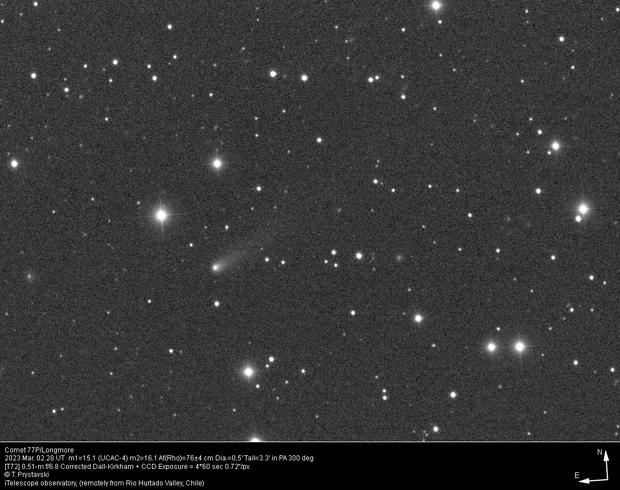 Comet 77P/Longmore
2023 Mar. 02.28 UT m1=15.1 (UCAC-4) m2=16.1 Af(Rho)=76±4 cm Dia.=0.5' Tail=3.3' in PA 300 deg
[T72] 0.51-m f/6.8 Corrected Dall-Kirkham + CCD Exposure = 4*60 sec 0.72"/px
© T. Prystavski
iTelescope observatory, (remotely from Rio Hurtado Valley, Chile)
N
E